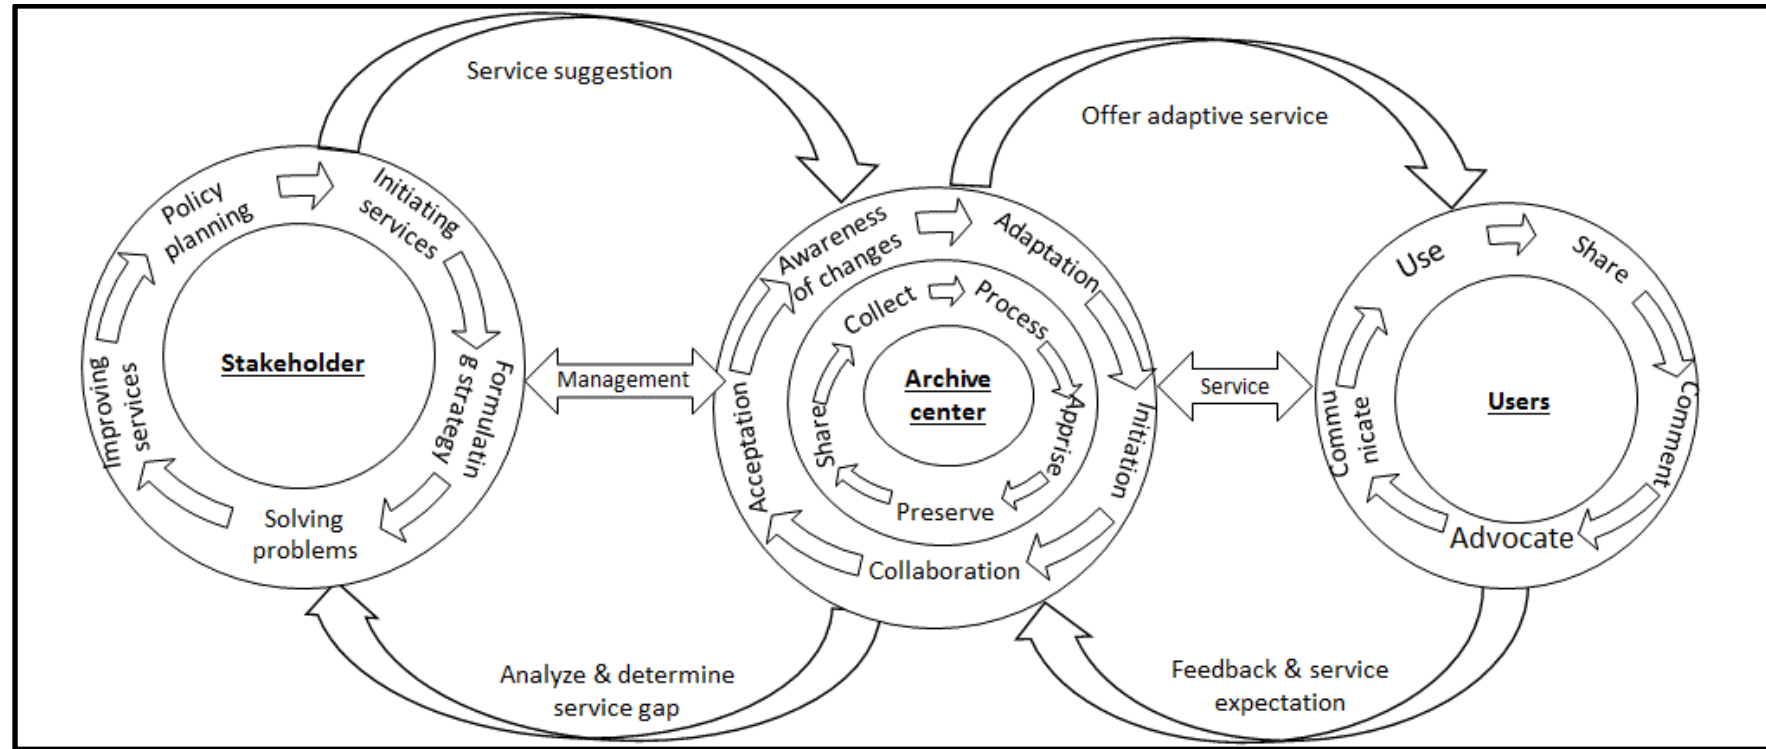 Service suggestion
Offer adaptive service
Policy
planning
Initiating
services
Formulatin
g strategy
Solving
problems
Improving
services
Stakeholder
Management
Awareness
of changes
Adaptation
Initiation
Collaboration
Acceptation
Collect
Process
Apprise
Preserve
Share
Archive
center
Service
Use
Share
Comment
Advocate
Commu
nicate
Users
Analyze & determine
service gap
Feedback & service
expectation